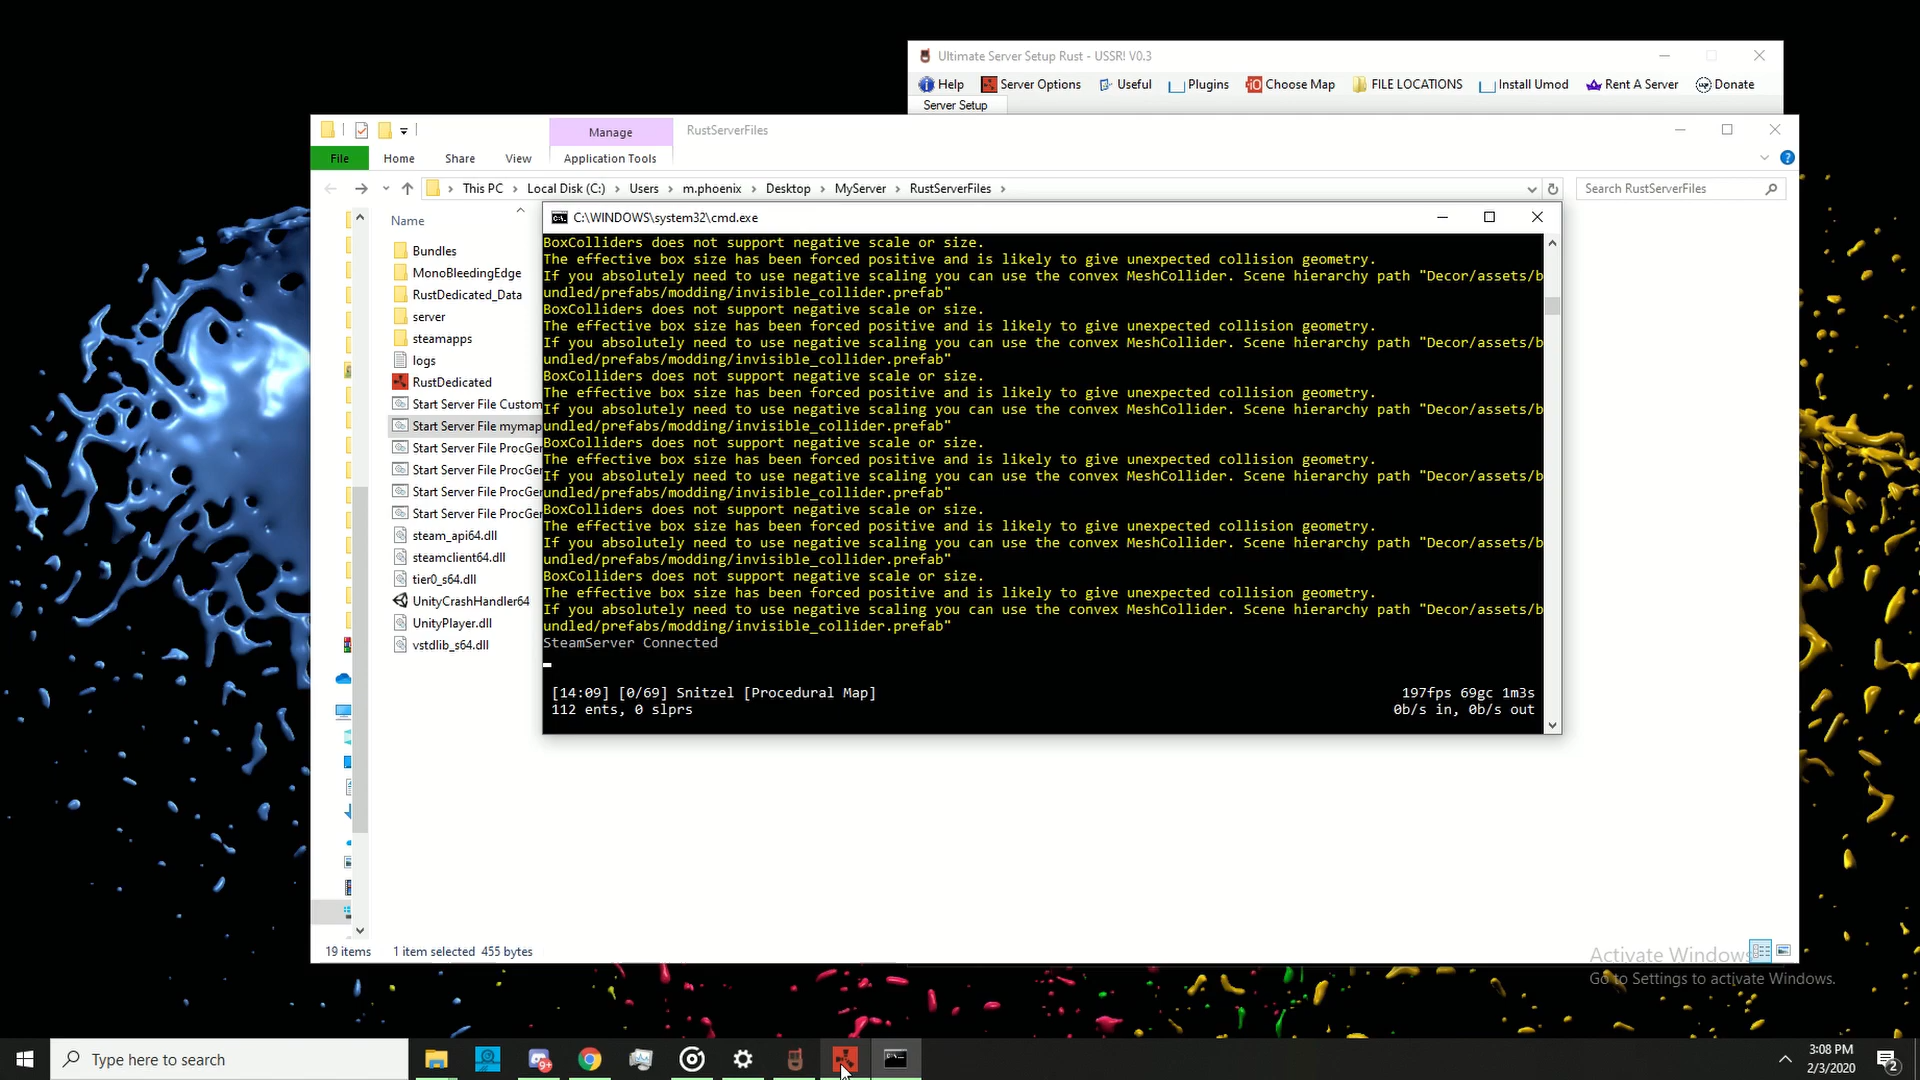 Ultimate Server Setup Rust - USSR! V0.3
Help Server Options Useful Plugins Choose Map FILE LOCATIONS Install Umod Rent A Server Donate
Server Setup
Manage RustServerFiles
File Home Share View Application Tools
This PC › Local Disk (C:) › Users › m.phoenix › Desktop › MyServer › RustServerFiles ›
Search RustServerFiles
Name
Bundles
MonoBleedingEdge
RustDedicated_Data
server
steamapps
logs
RustDedicated
Start Server File Custom
Start Server File mymap
Start Server File ProcGer
Start Server File ProcGer
Start Server File ProcGer
Start Server File ProcGer
steam_api64.dll
steamclient64.dll
tier0_s64.dll
UnityCrashHandler64
UnityPlayer.dll
vstdlib_s64.dll
C:\WINDOWS\system32\cmd.exe
BoxColliders does not support negative scale or size.
The effective box size has been forced positive and is likely to give unexpected collision geometry.
If you absolutely need to use negative scaling you can use the convex MeshCollider. Scene hierarchy path "Decor/assets/b
undled/prefabs/modding/invisible_collider.prefab"
BoxColliders does not support negative scale or size.
The effective box size has been forced positive and is likely to give unexpected collision geometry.
If you absolutely need to use negative scaling you can use the convex MeshCollider. Scene hierarchy path "Decor/assets/b
undled/prefabs/modding/invisible_collider.prefab"
BoxColliders does not support negative scale or size.
The effective box size has been forced positive and is likely to give unexpected collision geometry.
If you absolutely need to use negative scaling you can use the convex MeshCollider. Scene hierarchy path "Decor/assets/b
undled/prefabs/modding/invisible_collider.prefab"
BoxColliders does not support negative scale or size.
The effective box size has been forced positive and is likely to give unexpected collision geometry.
If you absolutely need to use negative scaling you can use the convex MeshCollider. Scene hierarchy path "Decor/assets/b
undled/prefabs/modding/invisible_collider.prefab"
BoxColliders does not support negative scale or size.
The effective box size has been forced positive and is likely to give unexpected collision geometry.
If you absolutely need to use negative scaling you can use the convex MeshCollider. Scene hierarchy path "Decor/assets/b
undled/prefabs/modding/invisible_collider.prefab"
BoxColliders does not support negative scale or size.
The effective box size has been forced positive and is likely to give unexpected collision geometry.
If you absolutely need to use negative scaling you can use the convex MeshCollider. Scene hierarchy path "Decor/assets/b
undled/prefabs/modding/invisible_collider.prefab"
SteamServer Connected
[14:09] [0/69] Snitzel [Procedural Map] 197fps 69gc 1m3s
112 ents, 0 slprs 0b/s in, 0b/s out
19 items 1 item selected 455 bytes
Activate Windows
Go to Settings to activate Windows.
Type here to search
9+
3:08 PM
2/3/2020
2